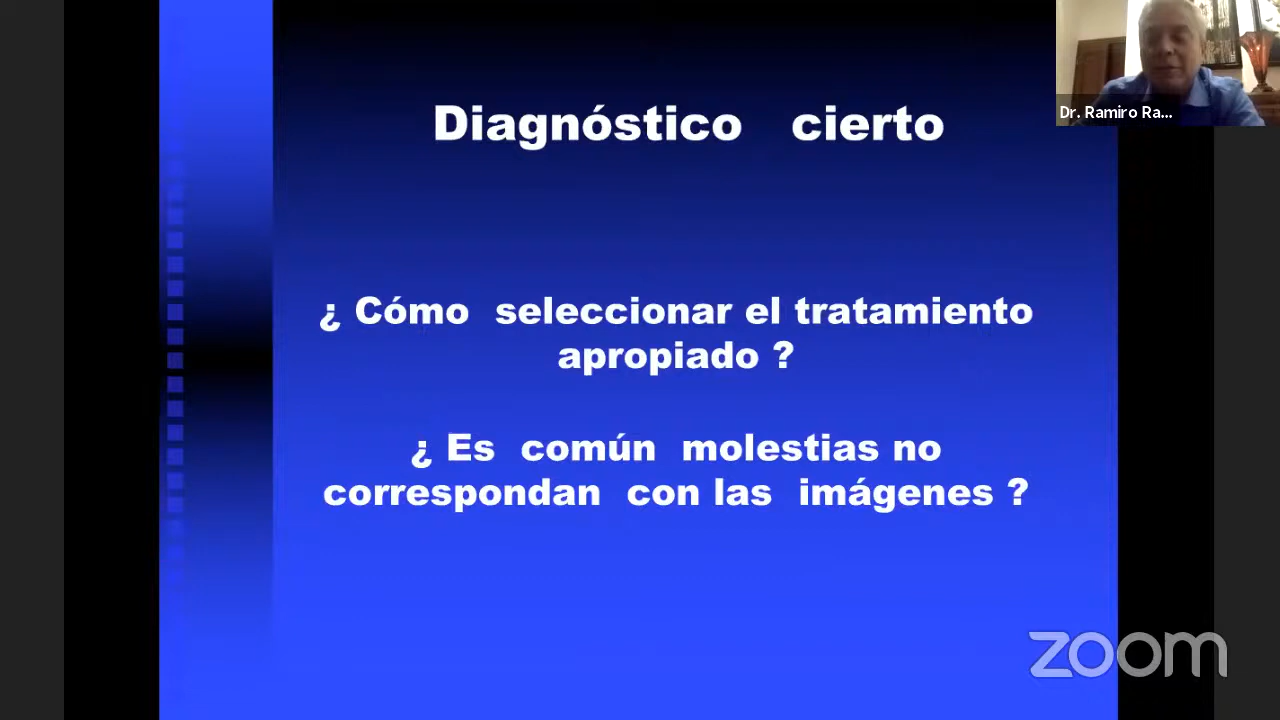 Diagnóstico cierto
Dr. Ramiro Ra...
¿ Cómo seleccionar el tratamiento
apropiado ?
¿ Es común molestias no
correspondan con las imágenes ?
zoom